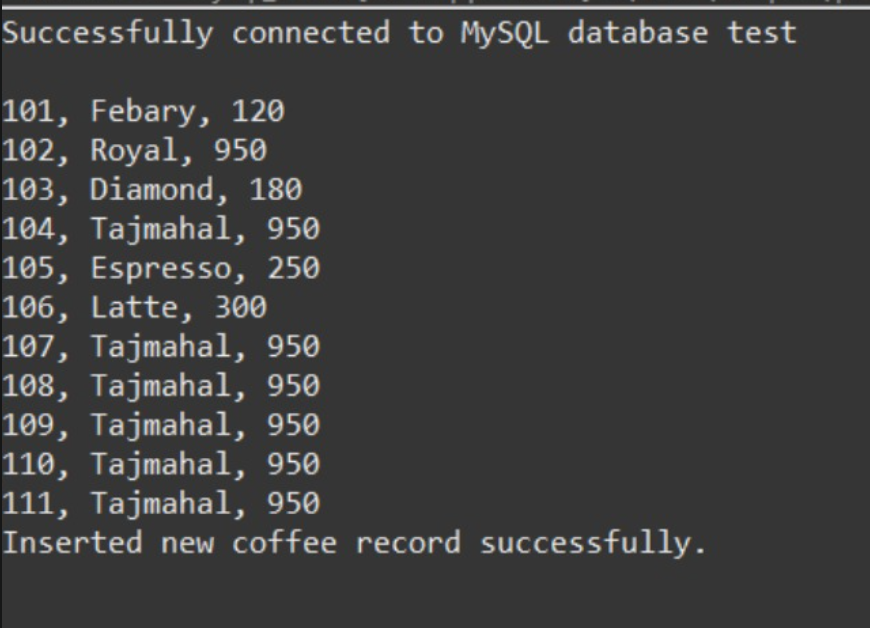 Successfully connected to MySQL database test
101, Febary, 120
102, Royal, 950
103, Diamond, 180
104, Tajmahal, 950
105, Espresso, 250
106, Latte, 300
107, Tajmahal, 950
108, Tajmahal, 950
109, Tajmahal, 950
110, Tajmahal, 950
111, Tajmahal, 950
Inserted new coffee record successfully.